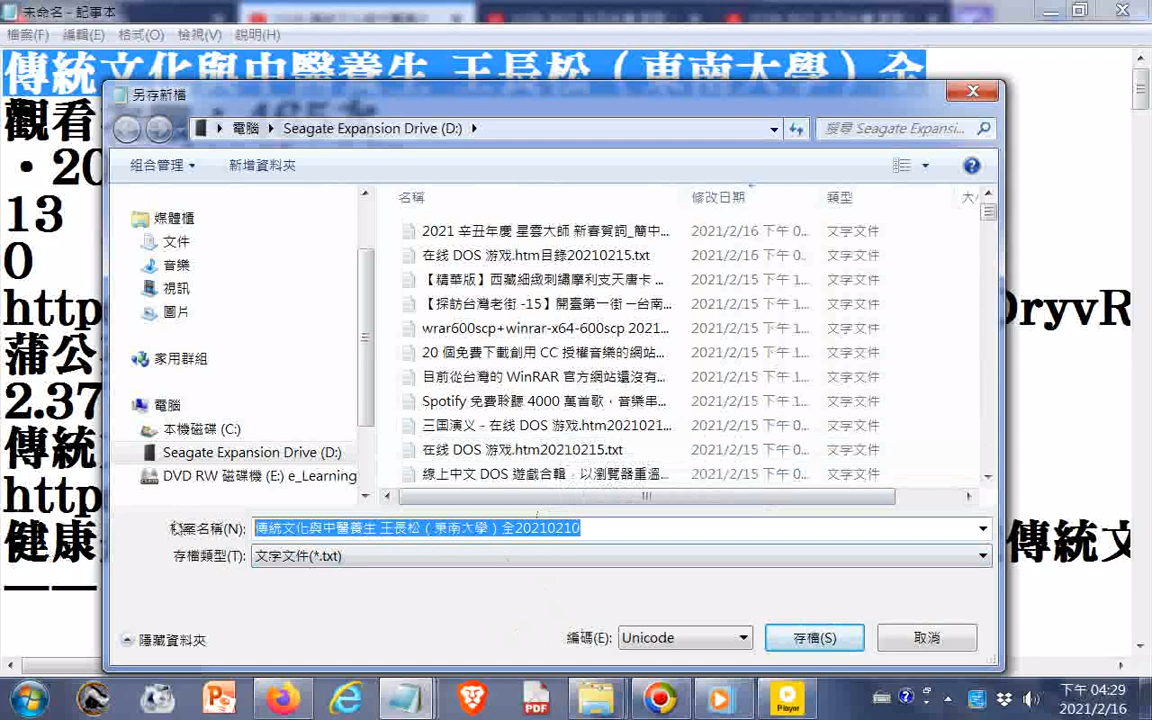 未命名 - 記事本
檔案(F) 編輯(E) 格式(O) 檢視(V) 說明(H)
傳統文化與中醫養生 王長松（東南大學）全
觀看
・20
13
0
http
DryvR
蒲公
2.37
傳統
http
健康
傳統文
——
另存新檔
電腦 Seagate Expansion Drive (D:)
搜尋 Seagate Expansi...
組合管理 新增資料夾
名稱 修改日期 類型 大小
媒體櫃
文件
音樂
視訊
圖片
家用群組
電腦
本機磁碟 (C:)
Seagate Expansion Drive (D:)
DVD RW 磁碟機 (E:) e_Learning
2021 辛丑年度 星雲大師 新春賀詞_簡中... 2021/2/16 下午 0... 文字文件
在线 DOS 游戏.htm目錄20210215.txt 2021/2/16 下午 0... 文字文件
【精華版】西藏細緻刺繡摩利支天唐卡 ... 2021/2/15 下午 1... 文字文件
【探訪台灣老街 -15】開臺第一街 —台南... 2021/2/15 下午 1... 文字文件
wrar600scp+winrar-x64-600scp 2021... 2021/2/15 下午 1... 文字文件
20 個免費下載創用 CC 授權音樂的網站... 2021/2/15 下午 1... 文字文件
目前從台灣的 WinRAR 官方網站還沒有... 2021/2/15 下午 1... 文字文件
Spotify 免費聆聽 4000 萬首歌，音樂串... 2021/2/15 下午 1... 文字文件
三国演义 - 在线 DOS 游戏.htm2021021... 2021/2/15 下午 1... 文字文件
在线 DOS 游戏.htm20210215.txt 2021/2/15 下午 1... 文字文件
線上中文 DOS 遊戲合輯，以瀏覽器重溫... 2021/2/15 下午 1... 文字文件
檔案名稱(N): 傳統文化與中醫養生 王長松（東南大學）全20210210
存檔類型(T): 文字文件(*.txt)
隱藏資料夾
編碼(E): Unicode 存檔(S) 取消
PDF
Player
下午 04:29
2021/2/16